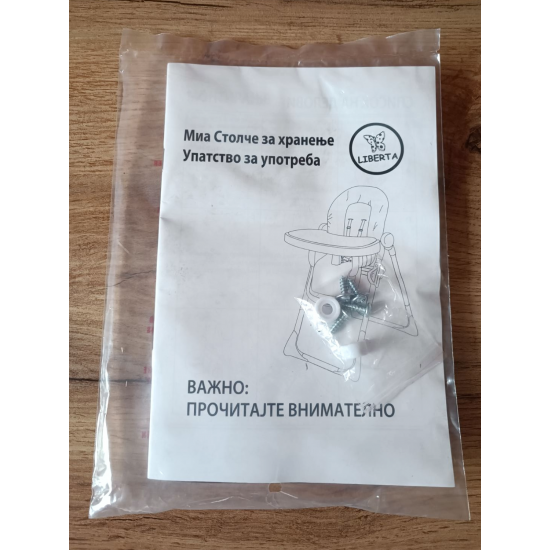 Миа Столче за хранење
Упатство за употреба
LIBERTA
ВАЖНО:
ПРОЧИТАЈТЕ ВНИМАТЕЛНО